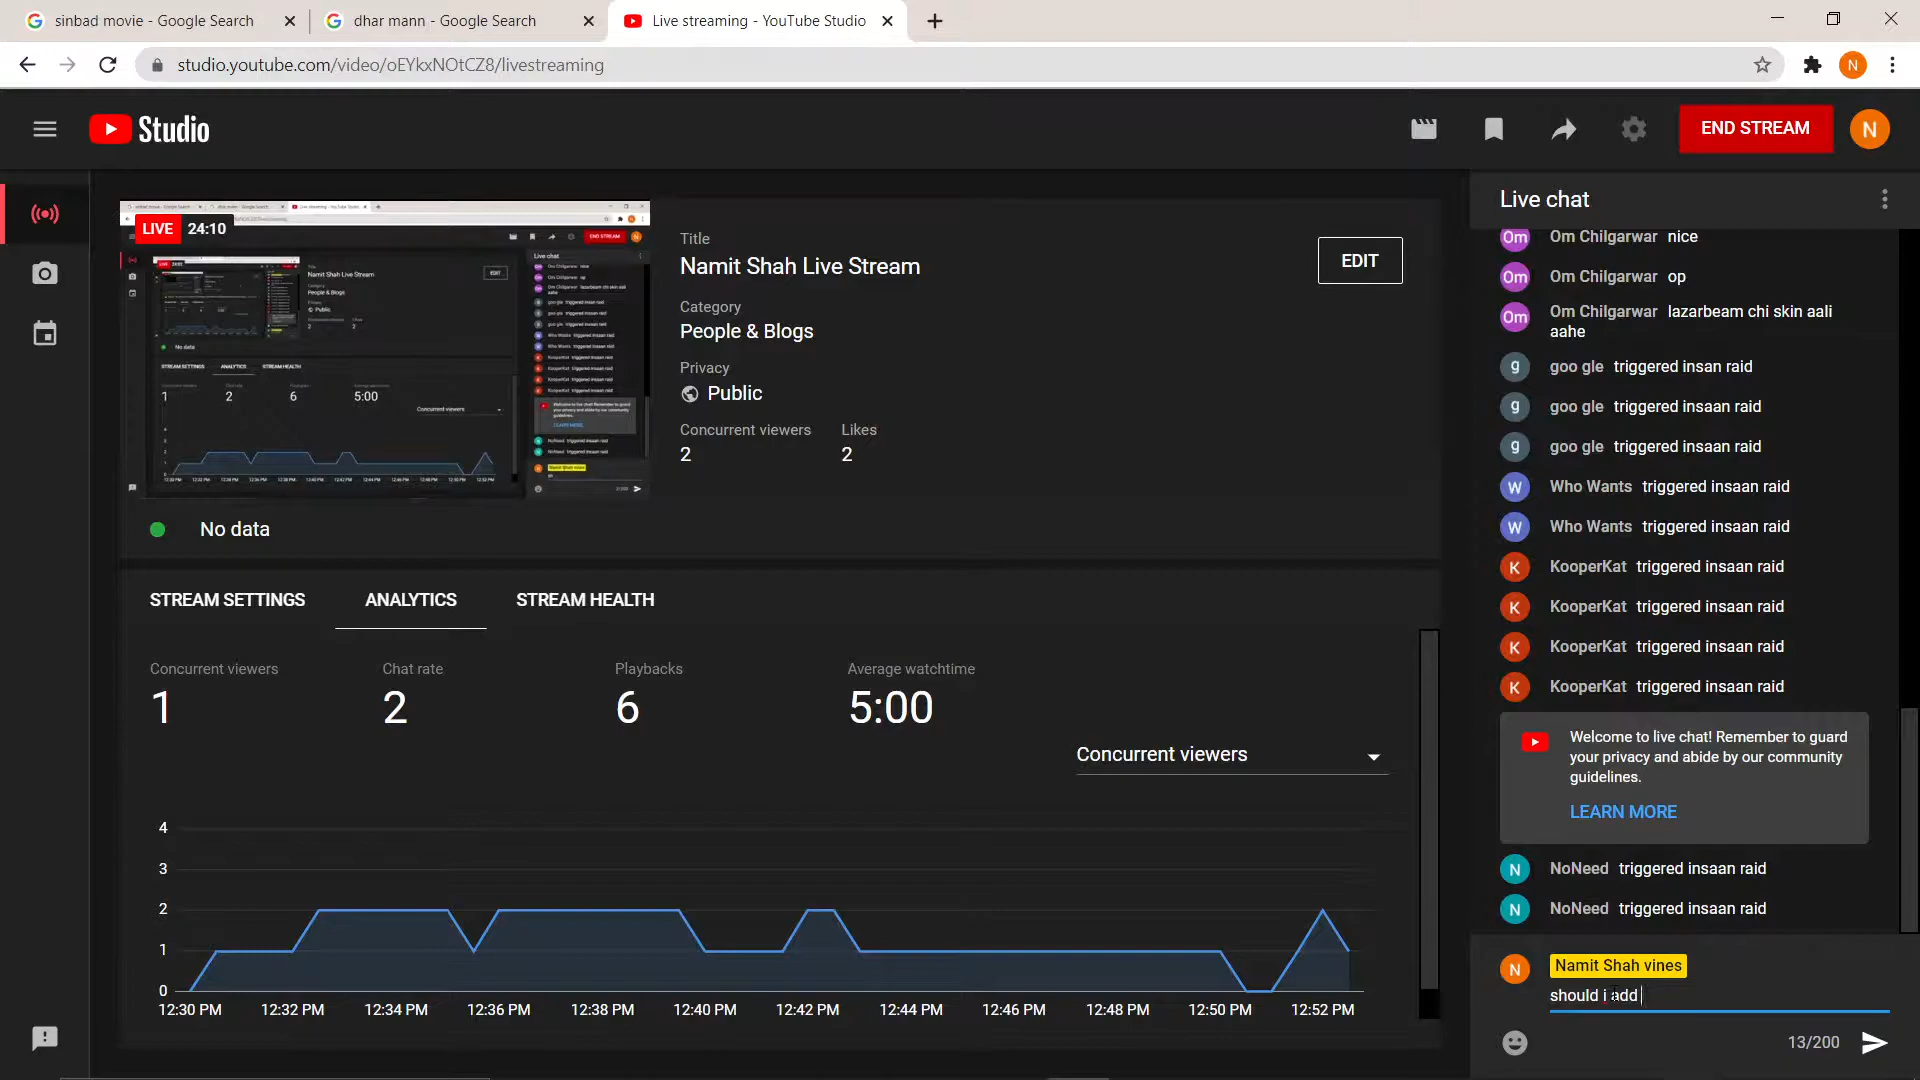 sinbad movie - Google Search
dhar mann - Google Search
Live streaming - YouTube Studio
studio.youtube.com/video/oEYkxNOtCZ8/livestreaming
N
Studio
END STREAM
N
LIVE 24:10
Title
Namit Shah Live Stream
EDIT
Category
People & Blogs
Privacy
Public
Concurrent viewers Likes
2 2
No data
STREAM SETTINGS ANALYTICS STREAM HEALTH
Concurrent viewers Chat rate Playbacks Average watchtime
1 2 6 5:00
Concurrent viewers
4
3
2
1
0
12:30 PM 12:32 PM 12:34 PM 12:36 PM 12:38 PM 12:40 PM 12:42 PM 12:44 PM 12:46 PM 12:48 PM 12:50 PM 12:52 PM
Live chat
Om Om Chilgarwar nice
Om Om Chilgarwar op
Om Om Chilgarwar lazarbeam chi skin aali
aahe
g goo gle triggered insan raid
g goo gle triggered insaan raid
g goo gle triggered insaan raid
W Who Wants triggered insaan raid
W Who Wants triggered insaan raid
K KooperKat triggered insaan raid
K KooperKat triggered insaan raid
K KooperKat triggered insaan raid
K KooperKat triggered insaan raid
Welcome to live chat! Remember to guard
your privacy and abide by our community
guidelines.
LEARN MORE
N NoNeed triggered insaan raid
N NoNeed triggered insaan raid
N Namit Shah vines
should i add
13/200